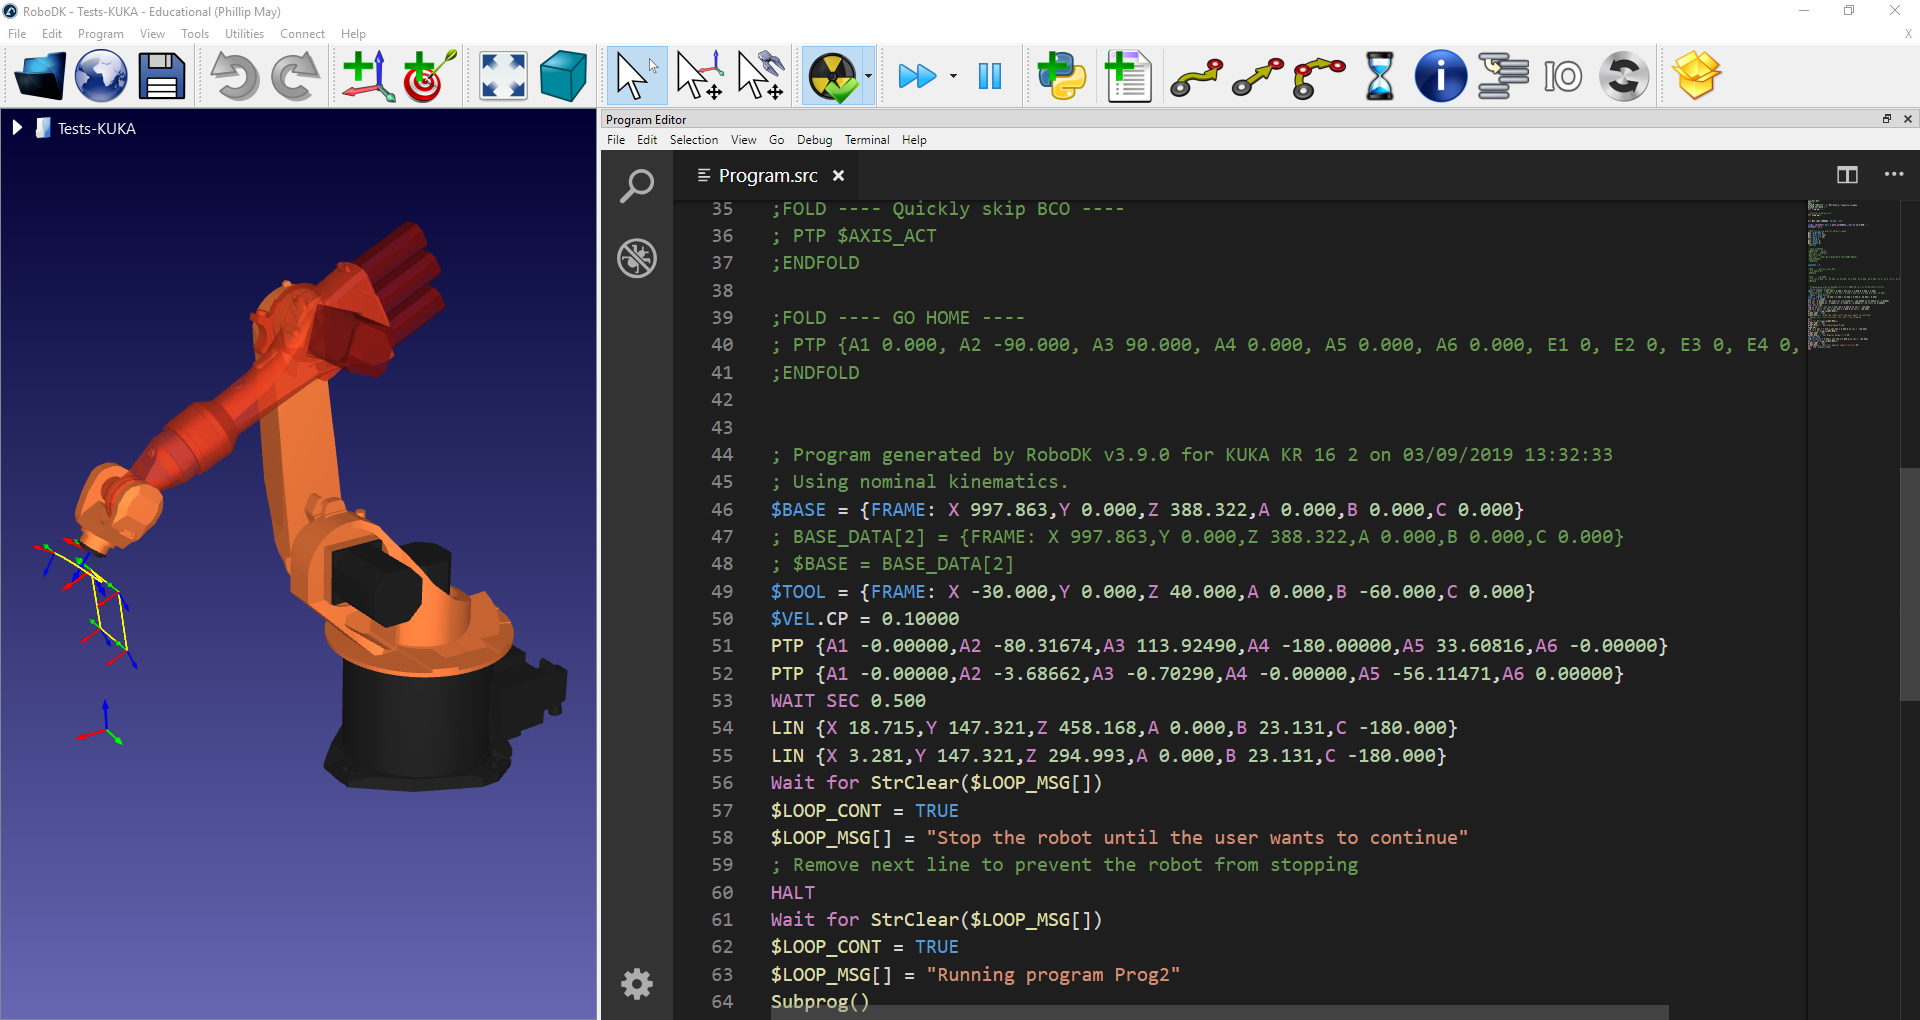 RoboDK - Tests-KUKA - Educational (Phillip May)
File Edit Program View Tools Utilities Connect Help
X
IO
Tests-KUKA
Program Editor
File Edit Selection View Go Debug Terminal Help
Program.src
35 ;FOLD ---- Quickly skip BCO ----
36 ; PTP $AXIS_ACT
37 ;ENDFOLD
38
39 ;FOLD ---- GO HOME ----
40 ; PTP {A1 0.000, A2 -90.000, A3 90.000, A4 0.000, A5 0.000, A6 0.000, E1 0, E2 0, E3 0, E4 0,
41 ;ENDFOLD
42
43
44 ; Program generated by RoboDK v3.9.0 for KUKA KR 16 2 on 03/09/2019 13:32:33
45 ; Using nominal kinematics.
46 $BASE = {FRAME: X 997.863,Y 0.000,Z 388.322,A 0.000,B 0.000,C 0.000}
47 ; BASE_DATA[2] = {FRAME: X 997.863,Y 0.000,Z 388.322,A 0.000,B 0.000,C 0.000}
48 ; $BASE = BASE_DATA[2]
49 $TOOL = {FRAME: X -30.000,Y 0.000,Z 40.000,A 0.000,B -60.000,C 0.000}
50 $VEL.CP = 0.10000
51 PTP {A1 -0.00000,A2 -80.31674,A3 113.92490,A4 -180.00000,A5 33.60816,A6 -0.00000}
52 PTP {A1 -0.00000,A2 -3.68662,A3 -0.70290,A4 -0.00000,A5 -56.11471,A6 0.00000}
53 WAIT SEC 0.500
54 LIN {X 18.715,Y 147.321,Z 458.168,A 0.000,B 23.131,C -180.000}
55 LIN {X 3.281,Y 147.321,Z 294.993,A 0.000,B 23.131,C -180.000}
56 Wait for StrClear($LOOP_MSG[])
57 $LOOP_CONT = TRUE
58 $LOOP_MSG[] = "Stop the robot until the user wants to continue"
59 ; Remove next line to prevent the robot from stopping
60 HALT
61 Wait for StrClear($LOOP_MSG[])
62 $LOOP_CONT = TRUE
63 $LOOP_MSG[] = "Running program Prog2"
64 Subprog()